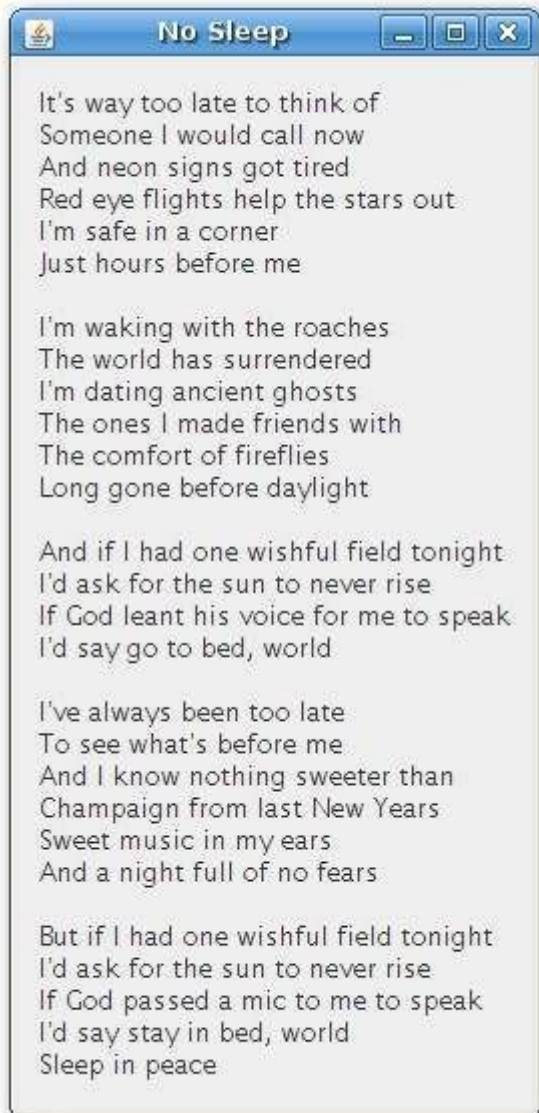 No Sleep
It's way too late to think of
Someone I would call now
And neon signs got tired
Red eye flights help the stars out
I'm safe in a corner
Just hours before me

I'm waking with the roaches
The world has surrendered
I'm dating ancient ghosts
The ones I made friends with
The comfort of fireflies
Long gone before daylight

And if I had one wishful field tonight
I'd ask for the sun to never rise
If God leant his voice for me to speak
I'd say go to bed, world

I've always been too late
To see what's before me
And I know nothing sweeter than
Champaign from last New Years
Sweet music in my ears
And a night full of no fears

But if I had one wishful field tonight
I'd ask for the sun to never rise
If God passed a mic to me to speak
I'd say stay in bed, world
Sleep in peace